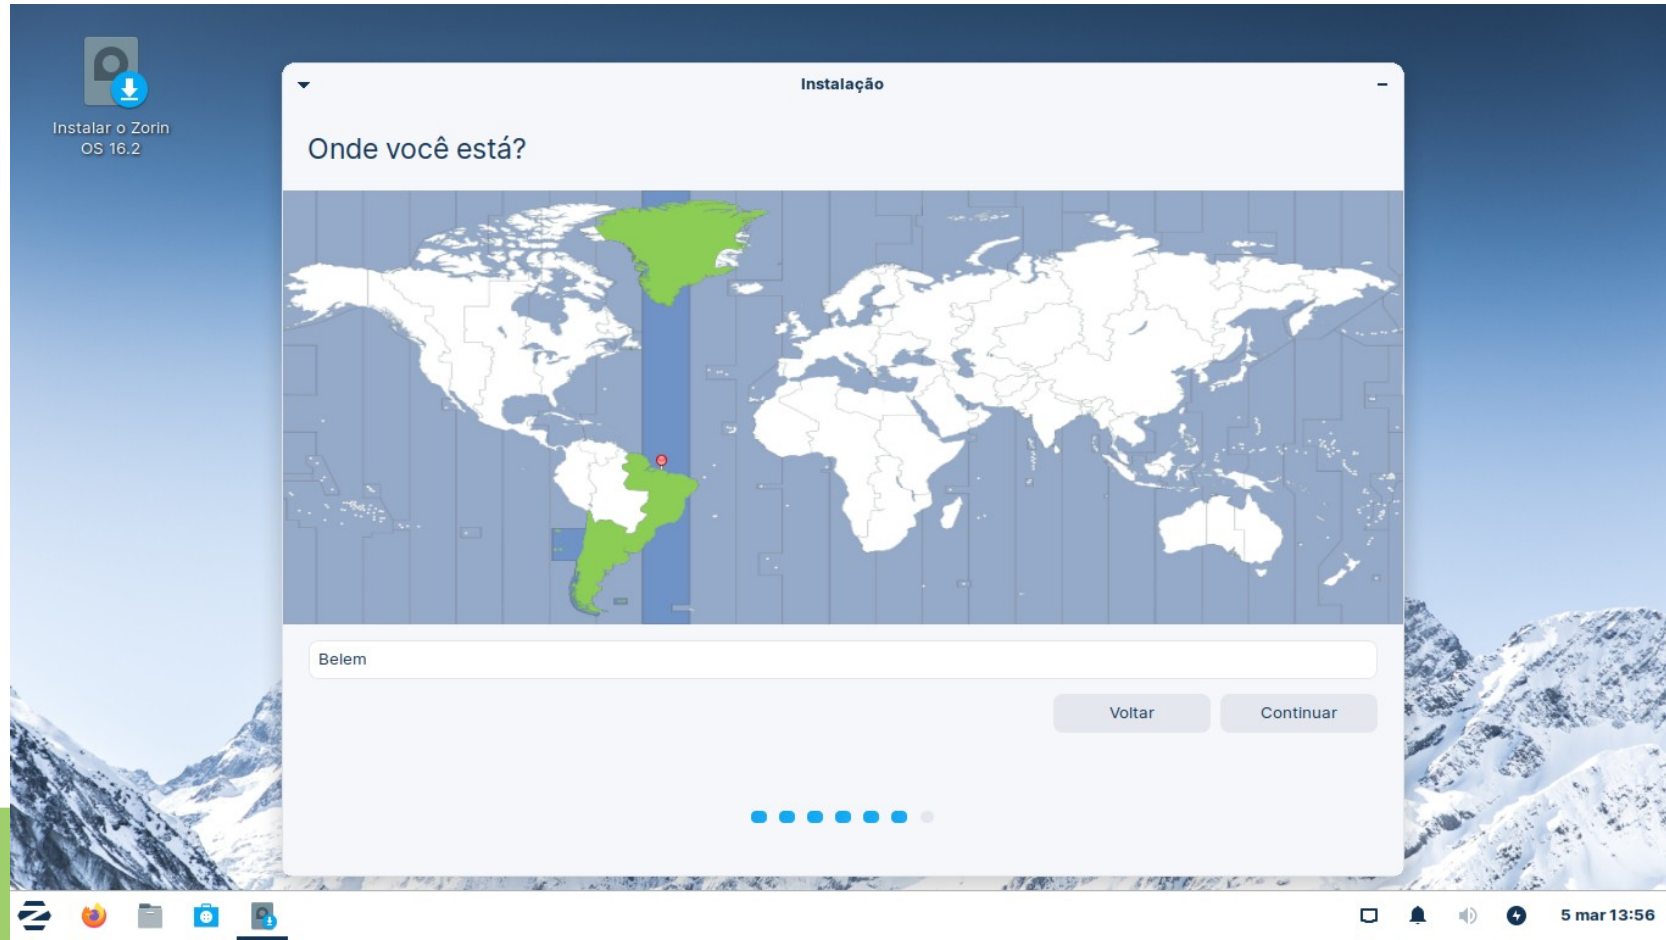 Instalar o Zorin
OS 16.2
Instalação
Onde você está?
Belem
Voltar
Continuar
5 mar 13:56